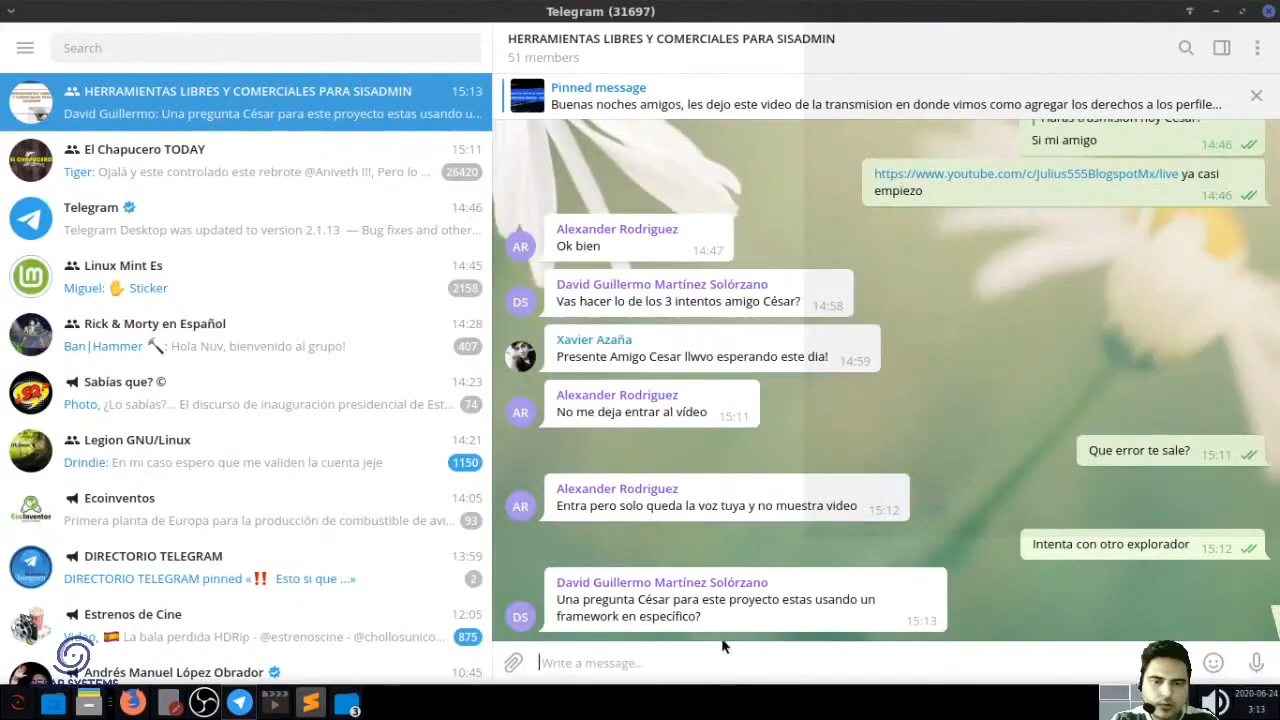 Telegram (31697)
Search
HERRAMIENTAS LIBRES Y COMERCIALES PARA SISADMIN 15:13
David Guillermo: Una pregunta César para este proyecto estas usando u...
El Chapucero TODAY 15:11
Tiger: Ojalá y este controlado este rebrote @Aniveth !!!, Pero lo ... 26420
Telegram 14:46
Telegram Desktop was updated to version 2.1.13 — Bug fixes and other...
Linux Mint Es 14:45
Miguel: ✋ Sticker 2158
Rick & Morty en Español 14:28
Ban|Hammer 🔨: Hola Nuv, bienvenido al grupo! 407
Sabías que? © 14:23
Photo, ¿Lo sabías?... El discurso de inauguración presidencial de Est... 74
Legion GNU/Linux 14:21
Drindie: En mi caso espero que me validen la cuenta jeje 1150
Ecoinventos 14:05
Primera planta de Europa para la producción de combustible de avi... 93
DIRECTORIO TELEGRAM 13:59
DIRECTORIO TELEGRAM pinned «‼️ Esto si que ...» 2
Estrenos de Cine 12:05
Video, 🇪🇸 La bala perdida HDRip - @estrenoscine - @chollosunico... 875
Andrés Manuel López Obrador 10:45
HERRAMIENTAS LIBRES Y COMERCIALES PARA SISADMIN
51 members
Pinned message
Buenas noches amigos, les dejo este video de la transmision en donde vimos como agregar los derechos a los perfile...
Si mi amigo 14:46
https://www.youtube.com/c/Julius555BlogspotMx/live ya casi
empiezo 14:46
AR
Alexander Rodriguez
Ok bien 14:47
DS
David Guillermo Martínez Solórzano
Vas hacer lo de los 3 intentos amigo César? 14:58
Xavier Azaña
Presente Amigo Cesar llwvo esperando este dia! 14:59
AR
Alexander Rodriguez
No me deja entrar al vídeo 15:11
Que error te sale? 15:11
AR
Alexander Rodriguez
Entra pero solo queda la voz tuya y no muestra video 15:12
Intenta con otro explorador 15:12
DS
David Guillermo Martínez Solórzano
Una pregunta César para este proyecto estas usando un
framework en específico? 15:13
Write a message...
3
2020-06-24
3:13